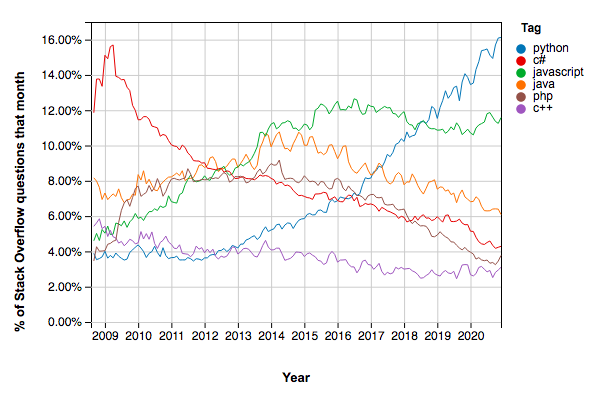 Tag
python
c#
javascript
java
php
c++
% of Stack Overflow questions that month
16.00%
14.00%
12.00%
10.00%
8.00%
6.00%
4.00%
2.00%
0.00%
2009 2010 2011 2012 2013 2014 2015 2016 2017 2018 2019 2020
Year